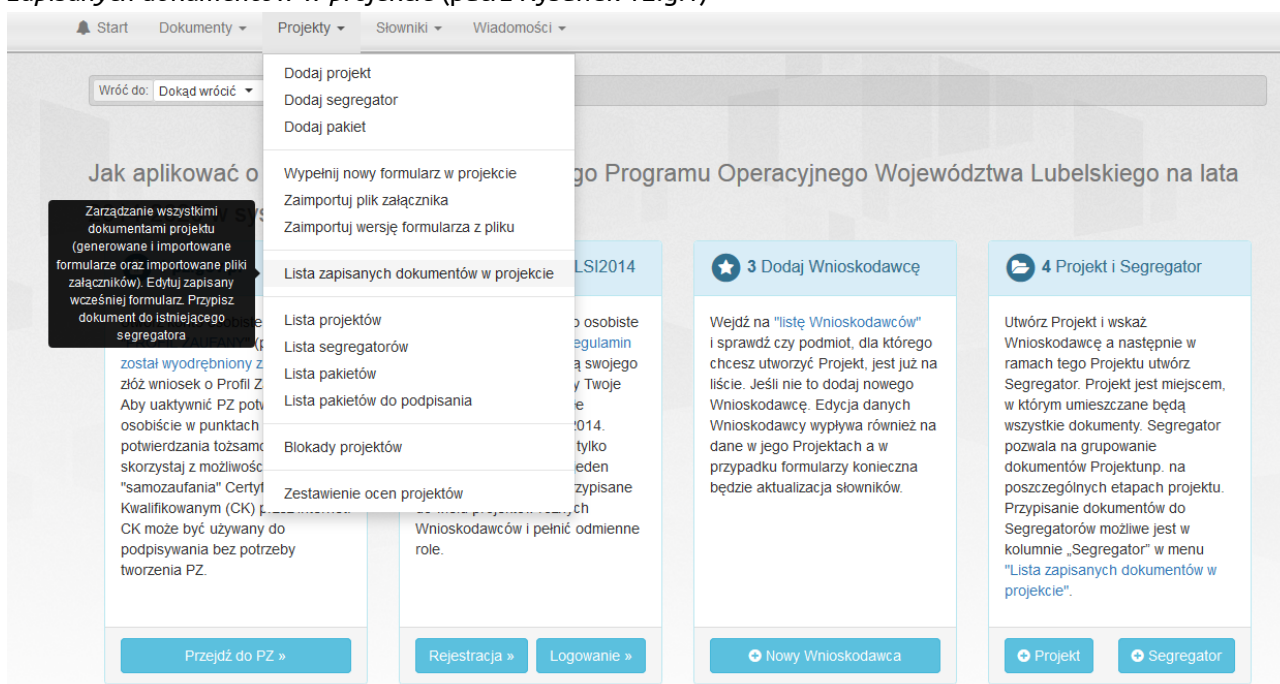 Start Dokumenty Projekty Słowniki Wiadomości
Wróć do: Dokąd wrócić
Dodaj projekt
Dodaj segregator
Dodaj pakiet
Wypełnij nowy formularz w projekcie
Zaimportuj plik załącznika
Zaimportuj wersję formularza z pliku
Lista zapisanych dokumentów w projekcie
Lista projektów
Lista segregatorów
Lista pakietów
Lista pakietów do podpisania
Blokady projektów
Zestawienie ocen projektów
Jak aplikować o
go Programu Operacyjnego Województwa Lubelskiego na lata
Zarządzanie wszystkimi
dokumentami projektu
(generowane i importowane
formularze oraz importowane pliki
załączników). Edytuj zapisany
wcześniej formularz. Przypisz
dokument do istniejącego
segregatora
został wyodrębniony z
złóż wniosek o Profil Z
Aby uaktywnić PZ potw
osobiście w punktach
potwierdzania tożsamo
skorzystaj z możliwośc
"samozaufania" Certyf
Kwalifikowanym (CK)
CK może być używany do
podpisywania bez potrzeby
tworzenia PZ.
Przejdź do PZ »
LSI2014
o osobiste
egulamin
ą swojego
y Twoje
2014.
tylko
eden
zypisane
Wnioskodawców i pełnić odmienne
role.
Rejestracja » Logowanie »
3 Dodaj Wnioskodawcę
Wejdź na "listę Wnioskodawców"
i sprawdź czy podmiot, dla którego
chcesz utworzyć Projekt, jest już na
liście. Jeśli nie to dodaj nowego
Wnioskodawcę. Edycja danych
Wnioskodawcy wypływa również na
dane w jego Projektach a w
przypadku formularzy konieczna
będzie aktualizacja słowników.
Nowy Wnioskodawca
4 Projekt i Segregator
Utwórz Projekt i wskaż
Wnioskodawcę a następnie w
ramach tego Projektu utwórz
Segregator. Projekt jest miejscem,
w którym umieszczane będą
wszystkie dokumenty. Segregator
pozwala na grupowanie
dokumentów Projektunp. na
poszczególnych etapach projektu.
Przypisanie dokumentów do
Segregatorów możliwe jest w
kolumnie „Segregator" w menu
"Lista zapisanych dokumentów w
projekcie".
Projekt Segregator